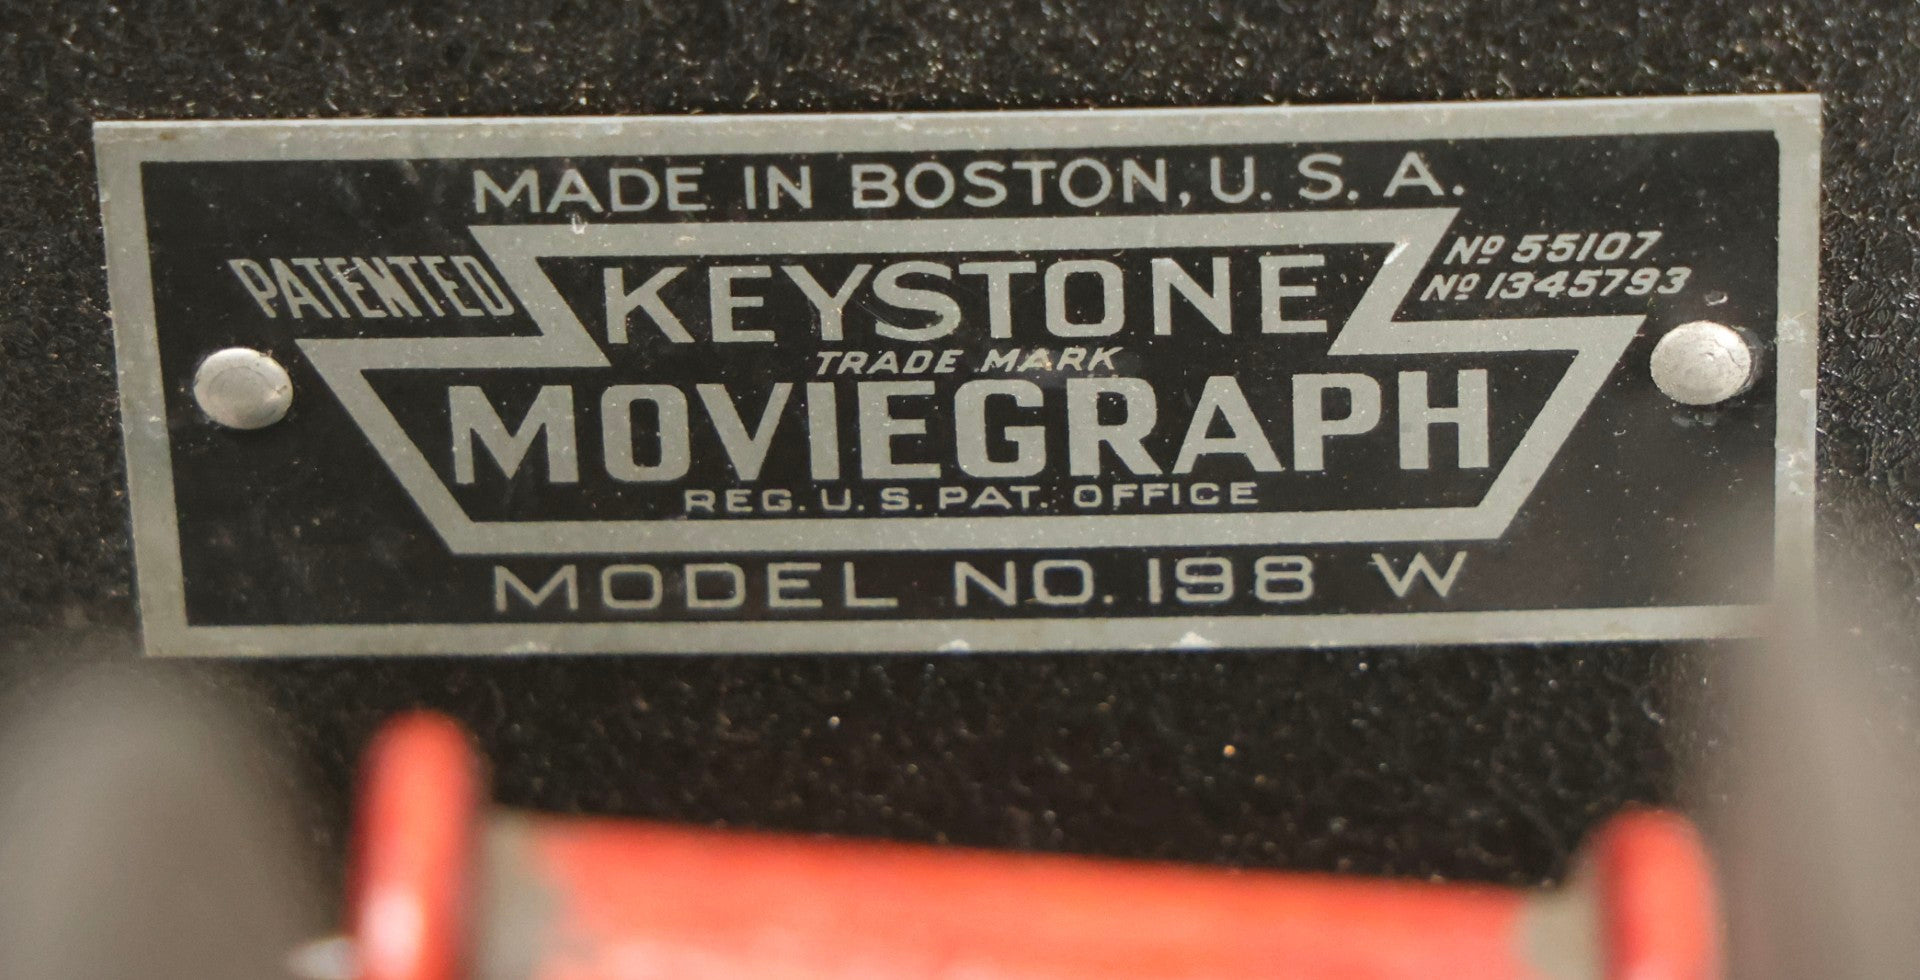 MADE IN BOSTON, U. S. A.
PATENTED
Nº 55107
Nº 1345793
KEYSTONE
TRADE MARK
MOVIEGRAPH
REG. U. S. PAT. OFFICE
MODEL NO. 198 W